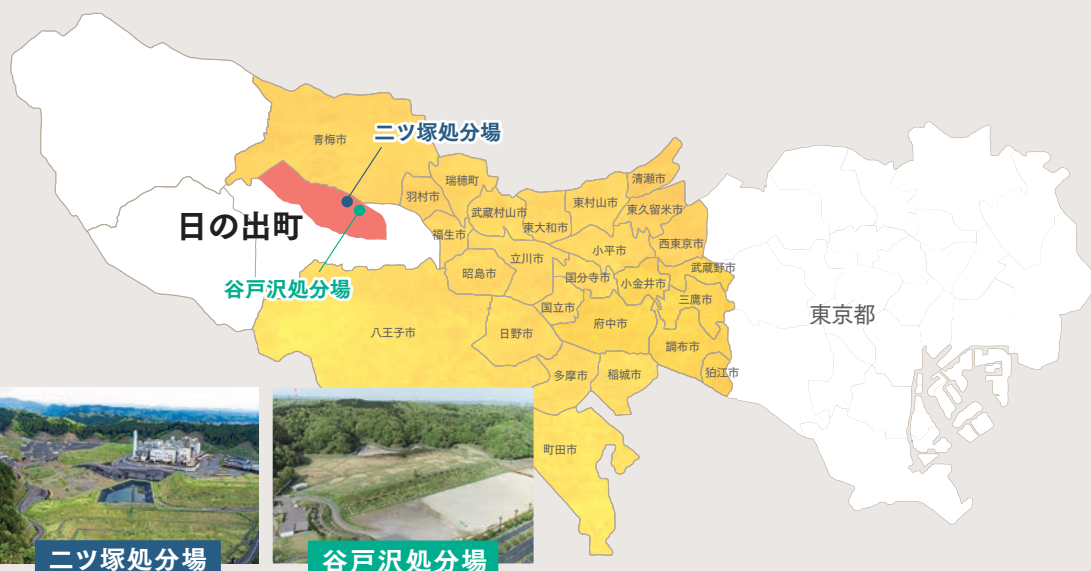 青梅市
二ツ塚処分場
瑞穂町
羽村市
清瀬市
日の出町
武蔵村山市
東大和市
東村山市
東久留米市
福生市
西東京市
小平市
立川市
武蔵野市
昭島市
国分寺市
小金井市
谷戸沢処分場
三鷹市
国立市
東京都
府中市
八王子市
日野市
調布市
多摩市
稲城市
狛江市
町田市
二ツ塚処分場
谷戸沢処分場